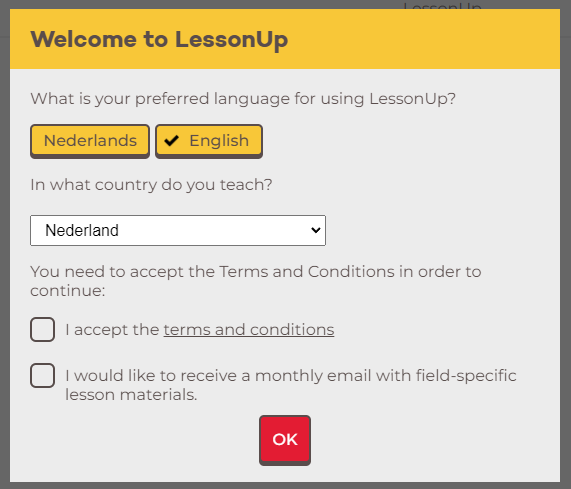 LessonUp
Welcome to LessonUp
What is your preferred language for using LessonUp?
Nederlands
English
In what country do you teach?
Nederland
You need to accept the Terms and Conditions in order to
continue:
I accept the terms and conditions
I would like to receive a monthly email with field-specific
lesson materials.
OK